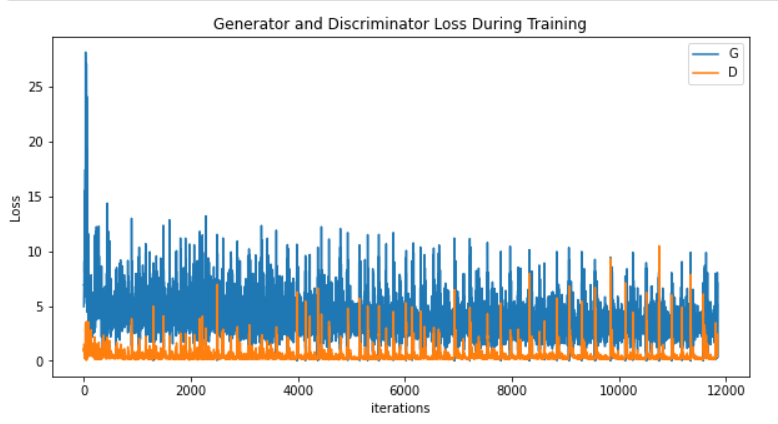 Generator and Discriminator Loss During Training
G
D
Loss
25
20
15
10
5
0
0 2000 4000 6000 8000 10000 12000
iterations